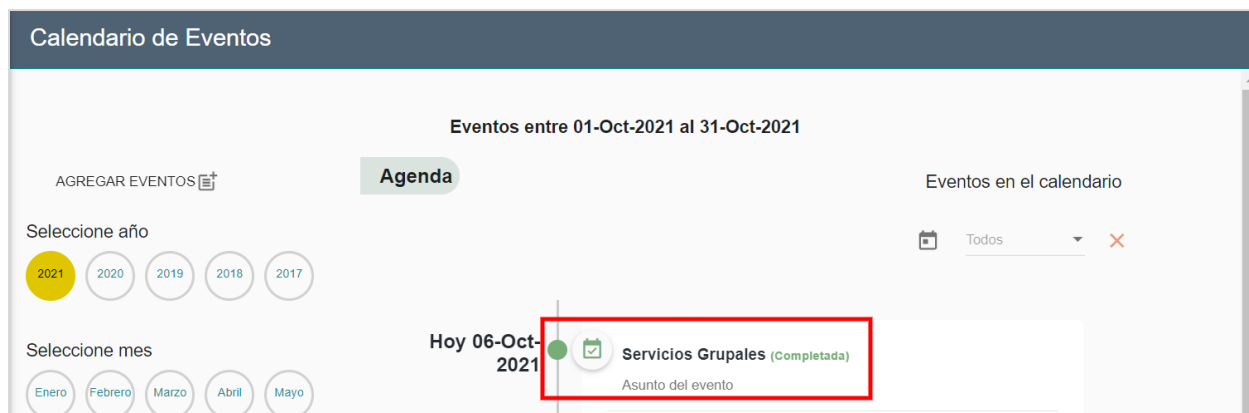 Calendario de Eventos
Eventos entre 01-Oct-2021 al 31-Oct-2021
AGREGAR EVENTOS
Agenda
Eventos en el calendario
Seleccione año
Todos
2021 2020 2019 2018 2017
Hoy 06-Oct-
2021
Servicios Grupales (Completada)
Asunto del evento
Seleccione mes
Enero Febrero Marzo Abril Mayo